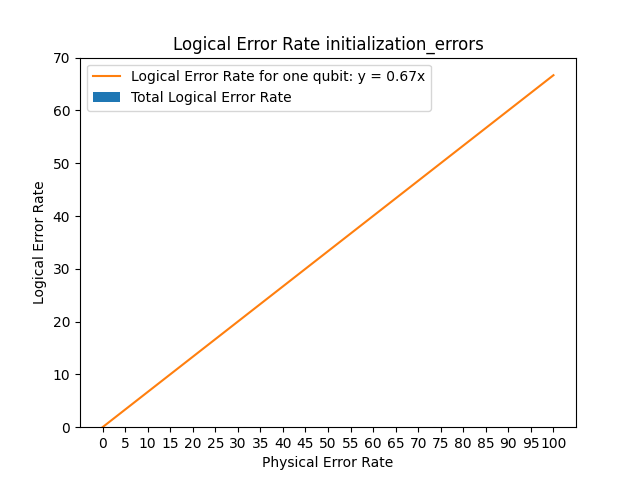 Logical Error Rate initialization_errors
Logical Error Rate for one qubit: y = 0.67x
Total Logical Error Rate
70
60
50
40
30
20
10
0
Logical Error Rate
0 5 10 15 20 25 30 35 40 45 50 55 60 65 70 75 80 85 90 95 100
Physical Error Rate